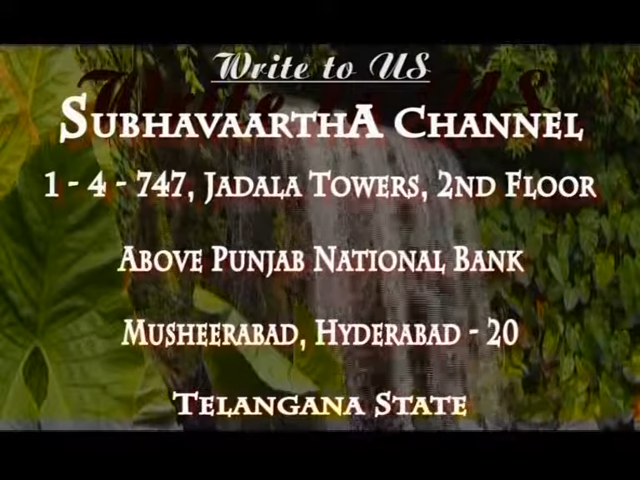 Write to US
SUBHAVAARTHA CHANNEL
1 - 4 - 747, JADALA TOWERS, 2ND FLOOR
ABOVE PUNJAB NATIONAL BANK
MUSHEERABAD, HYDERABAD - 20
TELANGANA STATE